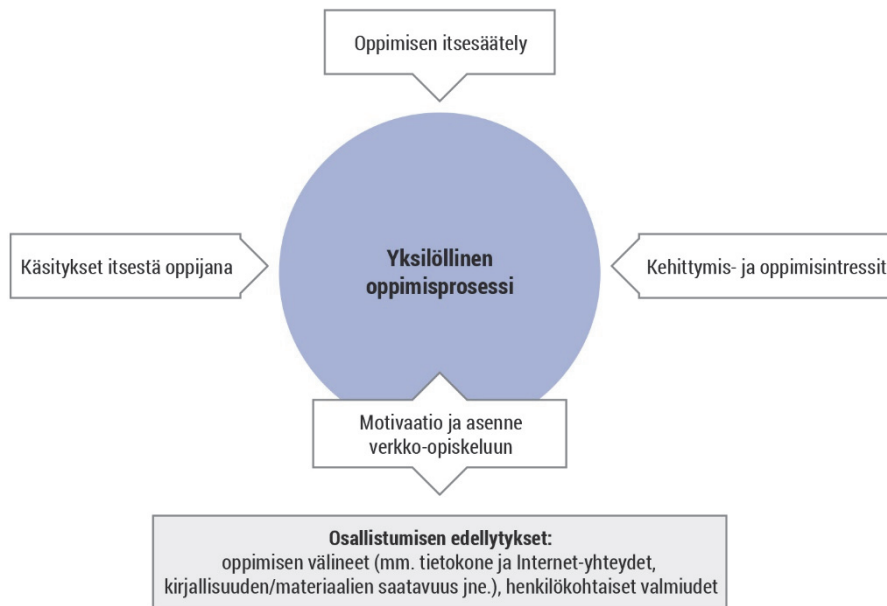 Oppimisen itsesäätely
Käsitykset itsestä oppijana
Yksilöllinen
oppimisprosessi
Kehittymis- ja oppimisintressit
Motivaatio ja asenne
verkko-opiskeluun
Osallistumisen edellytykset:
oppimisen välineet (mm. tietokone ja Internet-yhteydet,
kirjallisuuden/materiaalien saatavuus jne.), henkilökohtaiset valmiudet